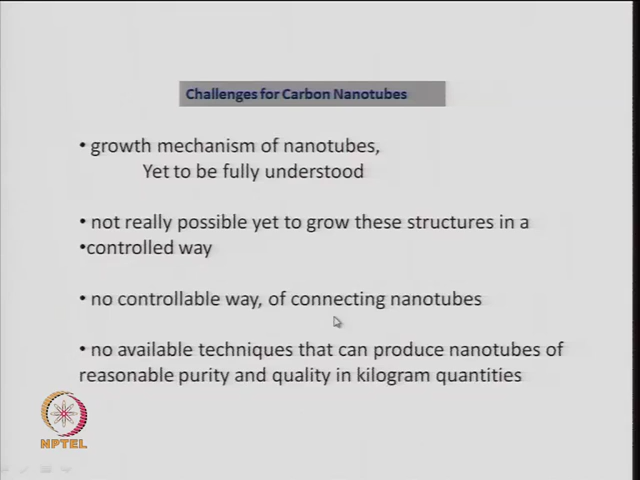 Challenges for Carbon Nanotubes
• growth mechanism of nanotubes,
Yet to be fully understood
• not really possible yet to grow these structures in a
•controlled way
• no controllable way, of connecting nanotubes
• no available techniques that can produce nanotubes of
reasonable purity and quality in kilogram quantities
NPTEL